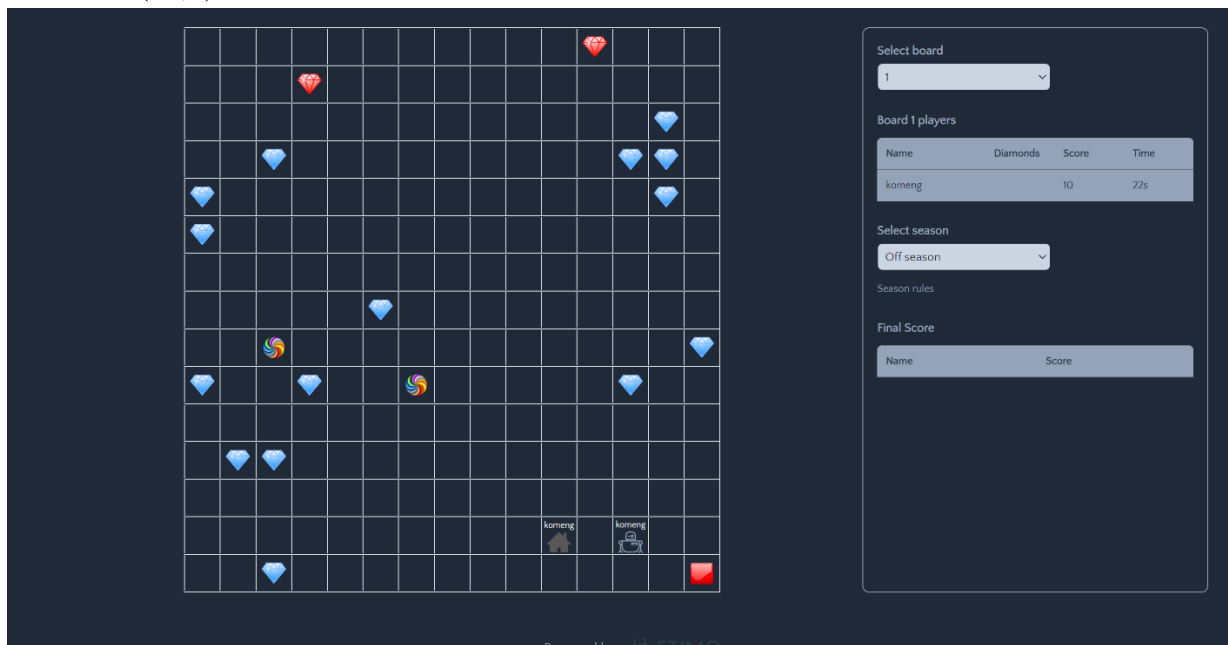 Select board
1
Board 1 players
Name Diamonds Score Time
komeng 10 22s
Select season
Off season
Season rules
Final Score
Name Score
komeng komeng